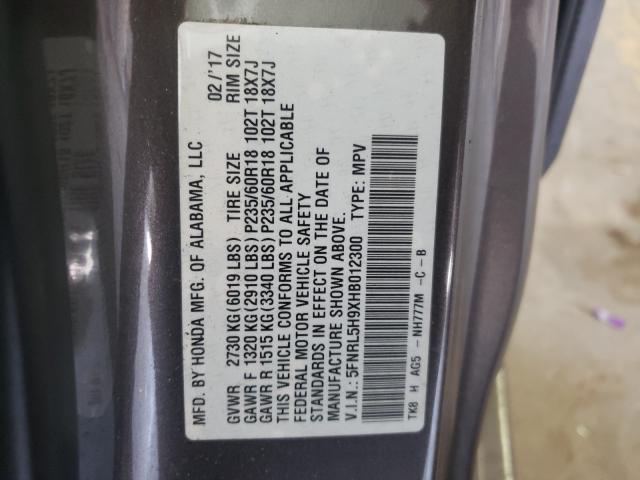 MFD. BY HONDA MFG. OF ALABAMA, LLC 02/'17
GVWR 2730 KG (6019 LBS) TIRE SIZE RIM SIZE
GAWR F 1320 KG (2910 LBS) P235/60R18 102T 18X7J
GAWR R 1515 KG (3340 LBS) P235/60R18 102T 18X7J
THIS VEHICLE CONFORMS TO ALL APPLICABLE
FEDERAL MOTOR VEHICLE SAFETY
STANDARDS IN EFFECT ON THE DATE OF
MANUFACTURE SHOWN ABOVE.
V.I.N.: 5FNRL5H9XHB012300 TYPE: MPV
TK8 H AG5 - NH777M -C - B